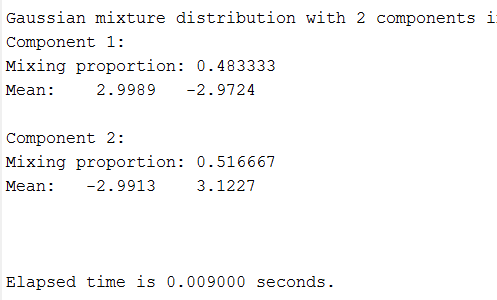 Gaussian mixture distribution with 2 components
Component 1:
Mixing proportion: 0.483333
Mean:    2.9989   -2.9724
Component 2:
Mixing proportion: 0.516667
Mean:   -2.9913    3.1227
Elapsed time is 0.009000 seconds.